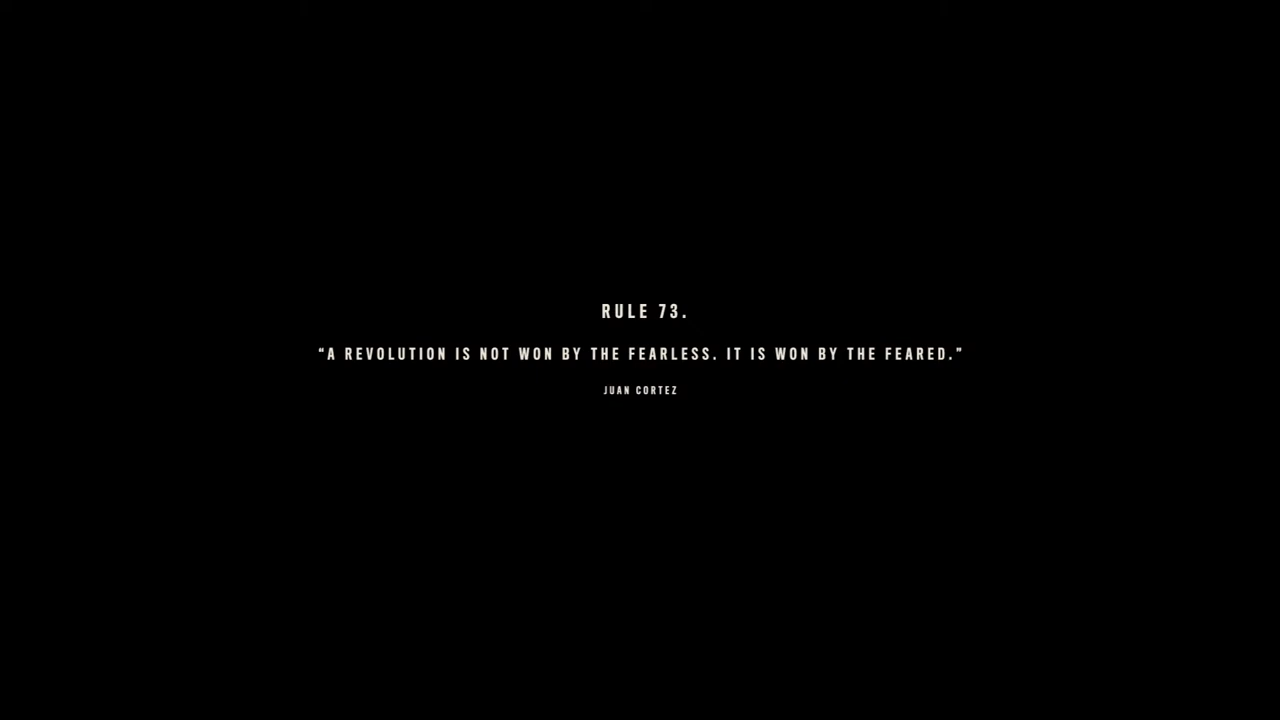 RULE 73.
“A REVOLUTION IS NOT WON BY THE FEARLESS. IT IS WON BY THE FEARED.”
JUAN CORTEZ